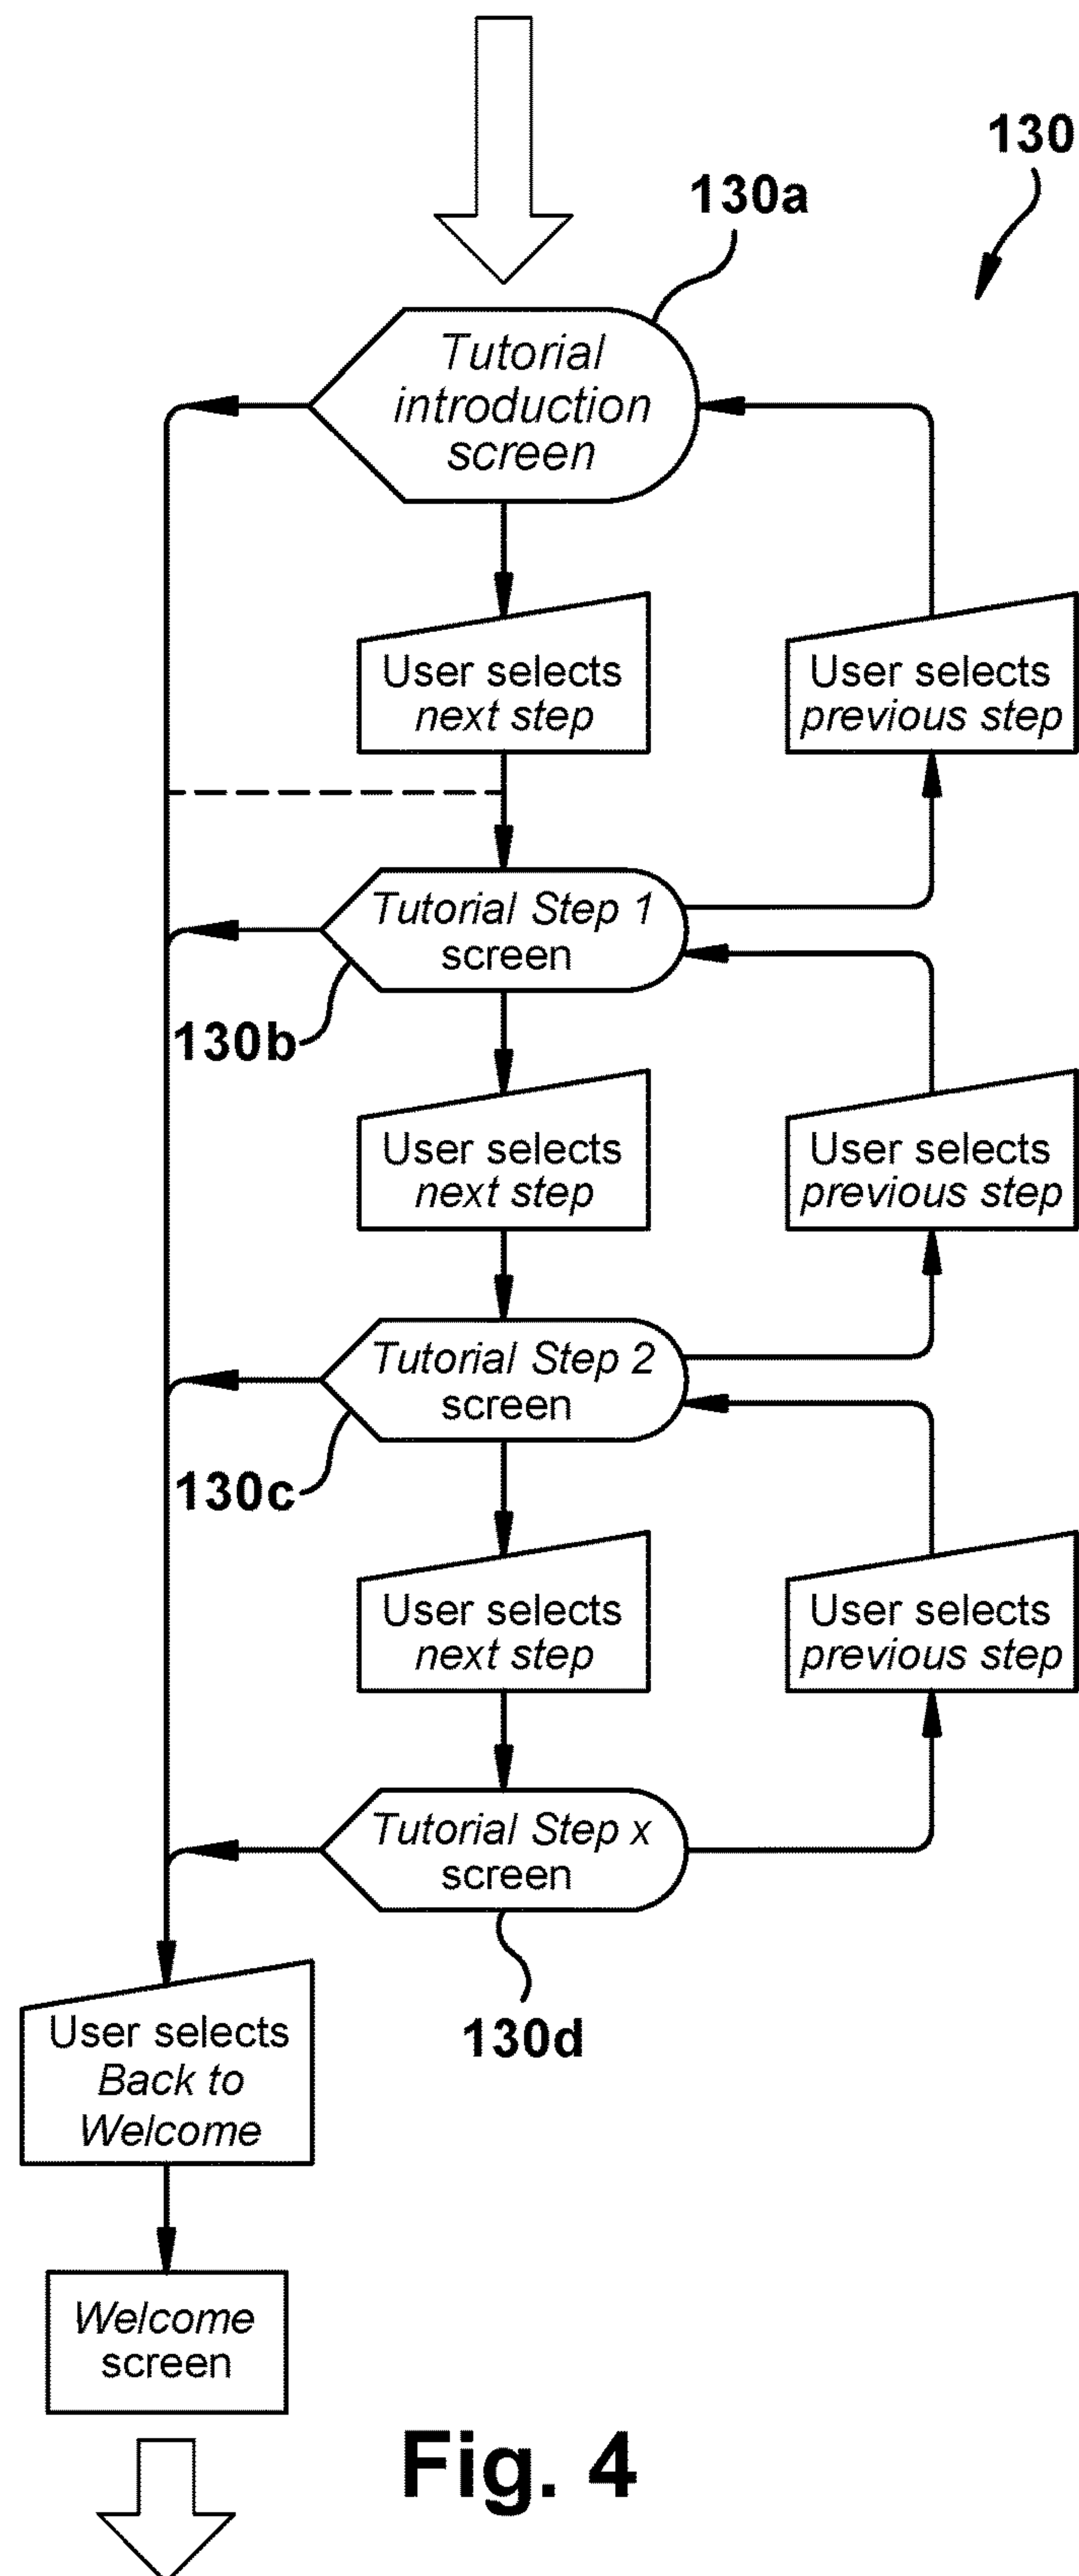 130
130a
Tutorial
introduction
screen
User selects
next step
User selects
previous step
Tutorial Step 1
screen
130b
User selects
next step
User selects
previous step
Tutorial Step 2
screen
130c
User selects
next step
User selects
previous step
Tutorial Step x
screen
130d
User selects
Back to
Welcome
Welcome
screen
Fig. 4